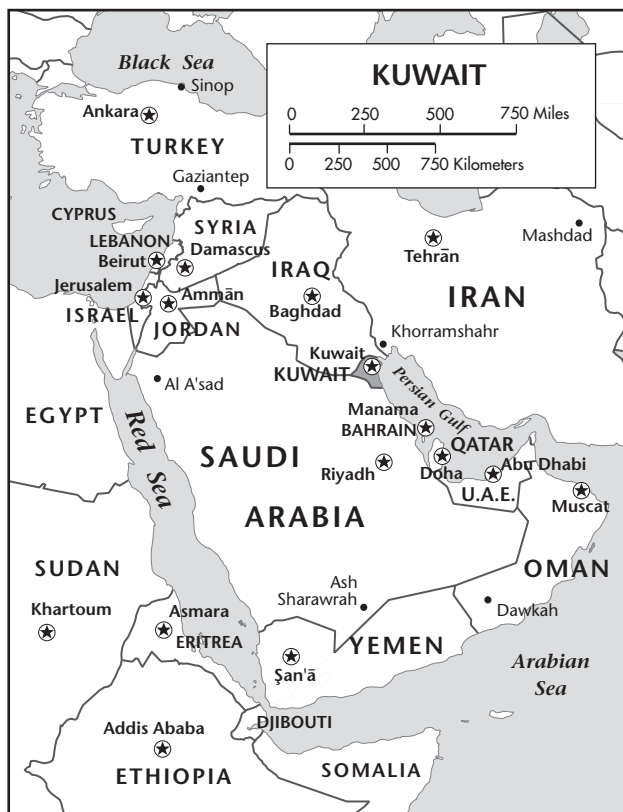 Black Sea
Sinop
KUWAIT
0 250 500 750 Miles
0 250 500 750 Kilometers
Ankara
TURKEY
Gaziantep
CYPRUS
SYRIA
LEBANON
Beirut
Damascus
Tehrān
Mashdad
IRAQ
Jerusalem
Ammān
Baghdad
IRAN
ISRAEL
JORDAN
Khorramshahr
Kuwait
KUWAIT
Al A'sad
Persian Gulf
EGYPT
Red Sea
Manama
BAHRAIN
QATAR
SAUDI
Riyadh
Doha
Abu Dhabi
U.A.E.
Muscat
ARABIA
SUDAN
OMAN
Ash
Sharawrah
Dawkah
Khartoum
Asmara
ERITREA
YEMEN
Şan'ā
Arabian
Sea
DJIBOUTI
Addis Ababa
ETHIOPIA
SOMALIA